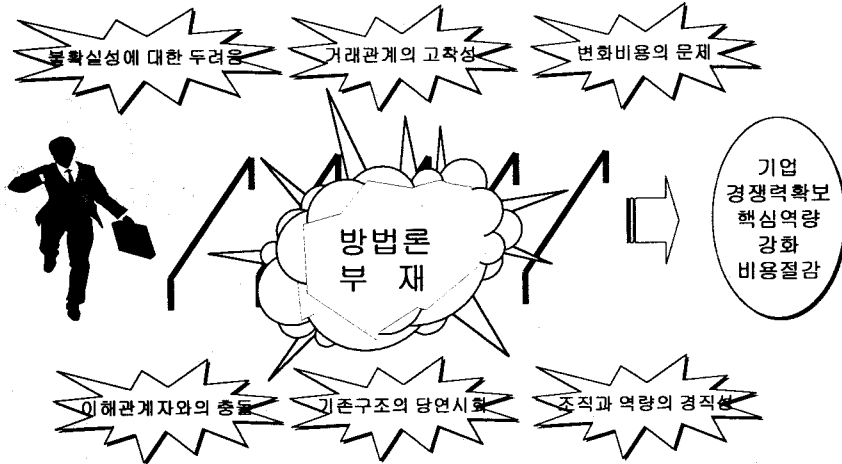 불확실성에 대한 두려움
거래관계의 고착성
변화비용의 문제
방법론
부 재
기업
경쟁력확보
핵심역량
강화
비용절감
이해관계자와의 충돌
기존구조의 당연시화
조직과 역량의 경직성